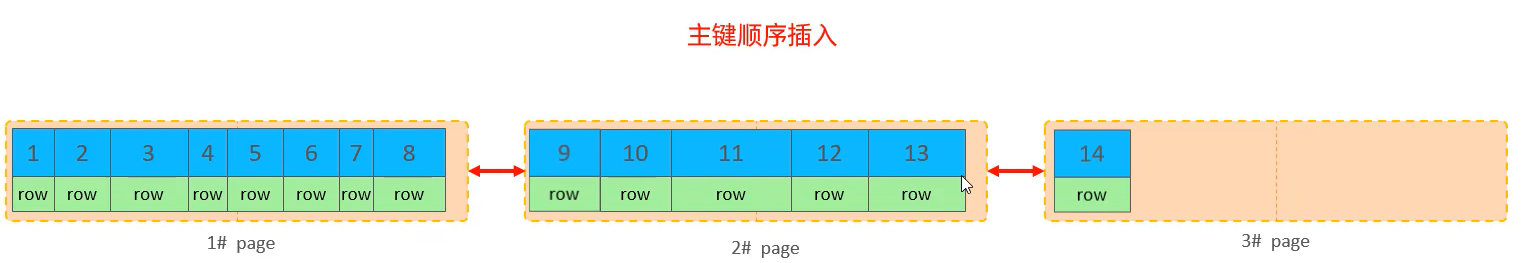 主键顺序插入
1 2 3 4 5 6 7 8
row row row row row row row row
1# page
9 10 11 12 13
row row row row row
2# page
14
row
3# page